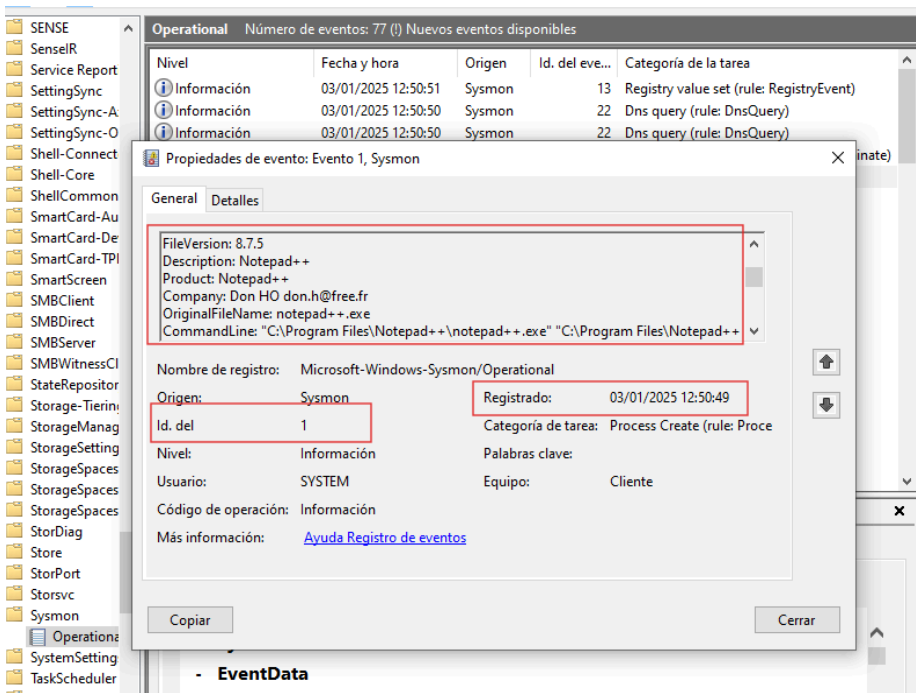 SENSE
SenseIR
Service Report
SettingSync
SettingSync-A
SettingSync-O
Shell-Connect
Shell-Core
ShellCommon
SmartCard-Au
SmartCard-De
SmartCard-TPI
SmartScreen
SMBClient
SMBDirect
SMBServer
SMBWitnessCl
StateRepositor
Storage-Tiering
StorageManag
StorageSetting
StorageSpaces
StorageSpaces
StorageSpaces
StorDiag
Store
StorPort
Storsvc
Sysmon
Operationa
SystemSetting
TaskScheduler
Operational Número de eventos: 77 (!) Nuevos eventos disponibles
Nivel Fecha y hora Origen Id. del eve... Categoría de la tarea
Información 03/01/2025 12:50:51 Sysmon 13 Registry value set (rule: RegistryEvent)
Información 03/01/2025 12:50:50 Sysmon 22 Dns query (rule: DnsQuery)
Información 03/01/2025 12:50:50 Sysmon 22 Dns query (rule: DnsQuery)
inate)
Propiedades de evento: Evento 1, Sysmon
General Detalles
FileVersion: 8.7.5
Description: Notepad++
Product: Notepad++
Company: Don HO don.h@free.fr
OriginalFileName: notepad++.exe
CommandLine: "C:\Program Files\Notepad++\notepad++.exe" "C:\Program Files\Notepad++
Nombre de registro: Microsoft-Windows-Sysmon/Operational
Origen: Sysmon Registrado: 03/01/2025 12:50:49
Id. del 1 Categoría de tarea: Process Create (rule: Proce
Nivel: Información Palabras clave:
Usuario: SYSTEM Equipo: Cliente
Código de operación: Información
Más información: Ayuda Registro de eventos
Copiar Cerrar
- EventData